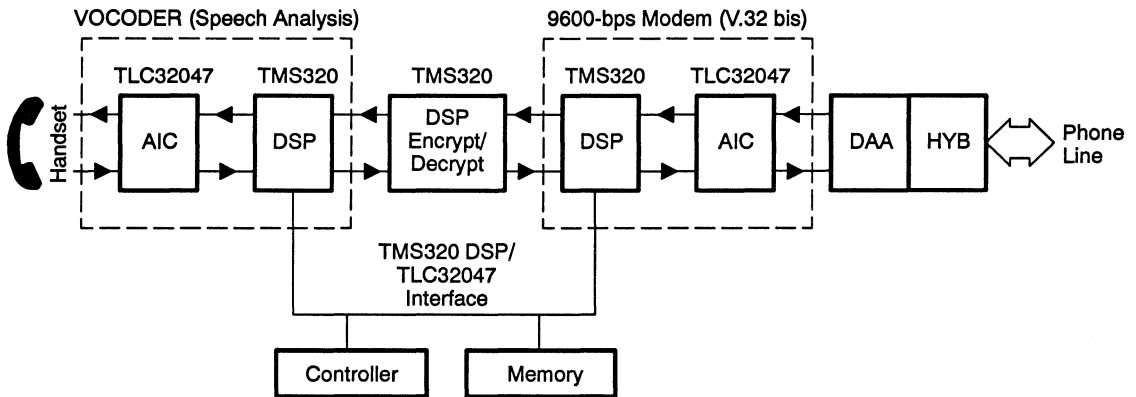 VOCODER (Speech Analysis)
9600-bps Modem (V.32 bis)
TLC32047
TMS320
TMS320
TMS320
TLC32047
Handset
AIC
DSP
DSP
Encrypt/
Decrypt
DSP
AIC
DAA
HYB
Phone
Line
TMS320 DSP/
TLC32047
Interface
Controller
Memory